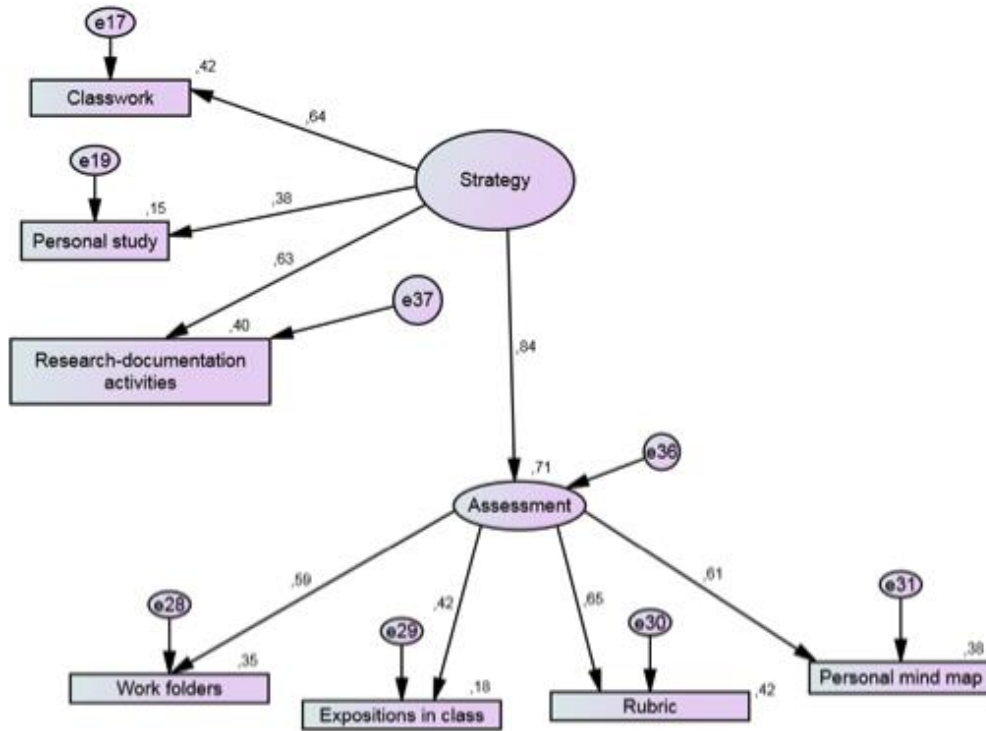 e17
,42
Classwork
,64
e19
Strategy
,38
,15
Personal study
,63
e37
,40
Research-documentation
activities
,84
e36
,71
Assessment
,59
,42
,65
,61
e31
e28
e29
e30
,35
,38
Work folders
Personal mind map
,18
Expositions in class
,42
Rubric